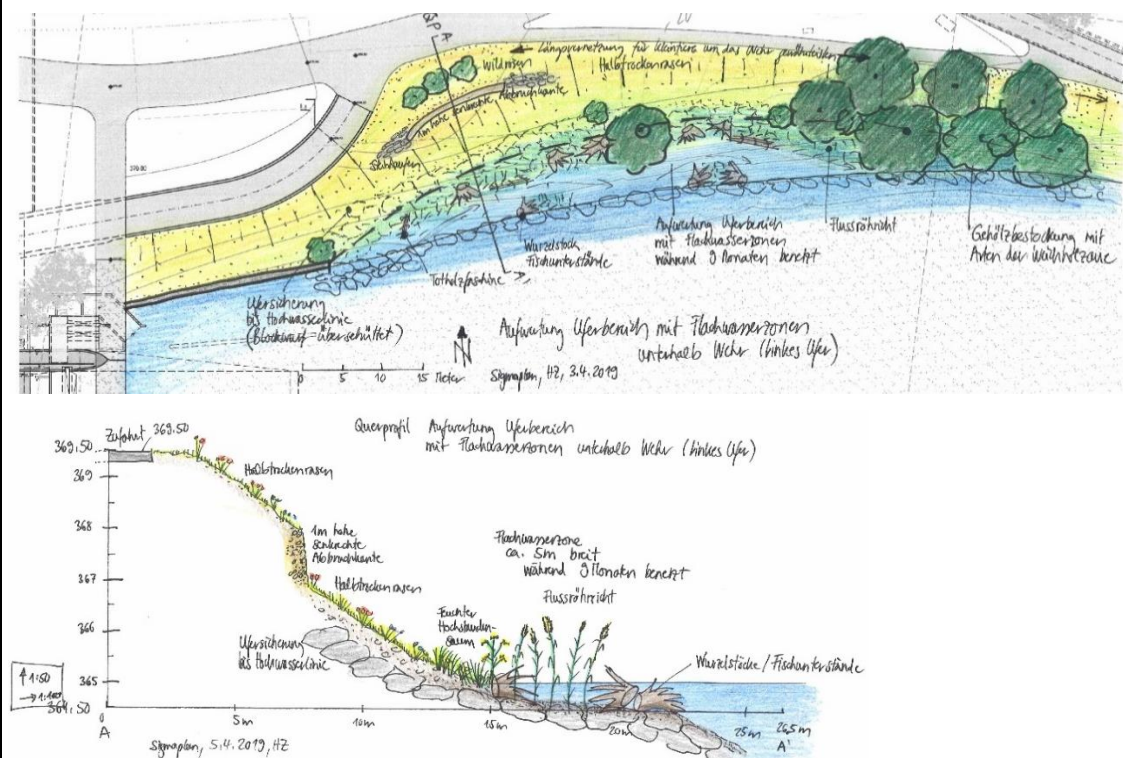 QPA
Längsvernetzung für Kleintiere um das Wehr
Halbtrockenrasen
Wildrosen
1m hohe senkrechte Abbruchkante
Steinhaufen
370.00
Wurzelstock
Fischunterstände
Totholzfaschine
Aufwertung Uferbereich
mit Flachwasserzonen
während 9 Monaten benetzt
Flussröhricht
Gehölzbestockung mit
Arten der Weichholzaue
Ufersicherung
bis Hochwasserlinie
(Blockwurf = überschüttet)
N
Aufwertung Uferbereich mit Flachwasserzonen
unterhalb Wehr (linkes Ufer)
0 5 10 15 Meter
Sigmaplan, HZ, 3.4.2019
Querprofil Aufwertung Uferbereich
mit Flachwasserzonen unterhalb Wehr (linkes Ufer)
Zufahrt 369.50
369.50
369
368
367
366
365
364.50
Halbtrockenrasen
1m hohe
senkrechte
Abbruchkante
Halbtrockenrasen
Flachwasserzone
ca. 5m breit
während 9 Monaten benetzt
Flussröhricht
Feuchter
Hochstauden-
saum
Ufersicherung
bis Hochwasserlinie
Wurzelstöcke / Fischunterstände
↑ 1:50
→ 1:100
0 5m 10m 15m 20m 25m 26,5m
A A'
Sigmaplan, 5.4.2019, HZ